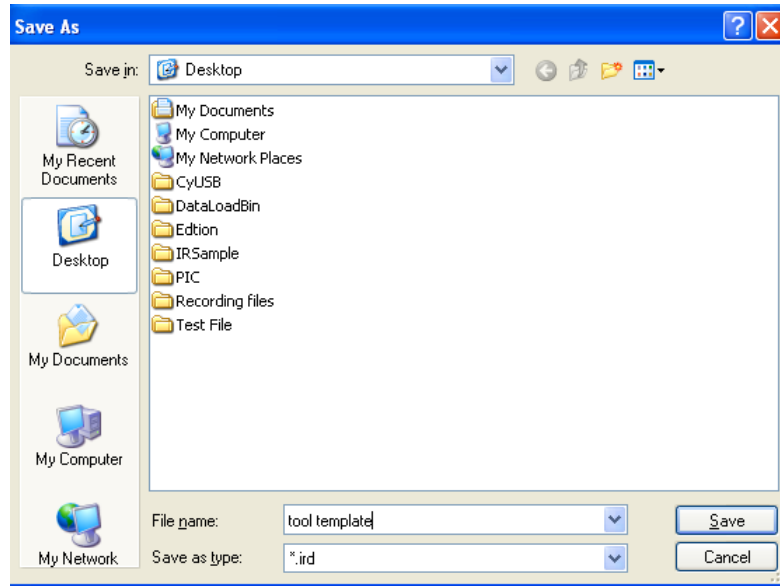 Save As
Save in:
Desktop
My Recent
Documents
Desktop
My Documents
My Computer
My Network
My Documents
My Computer
My Network Places
CyUSB
DataLoadBin
Edtion
IRSample
PIC
Recording files
Test File
File name:
tool template
Save
Save as type:
*.ird
Cancel